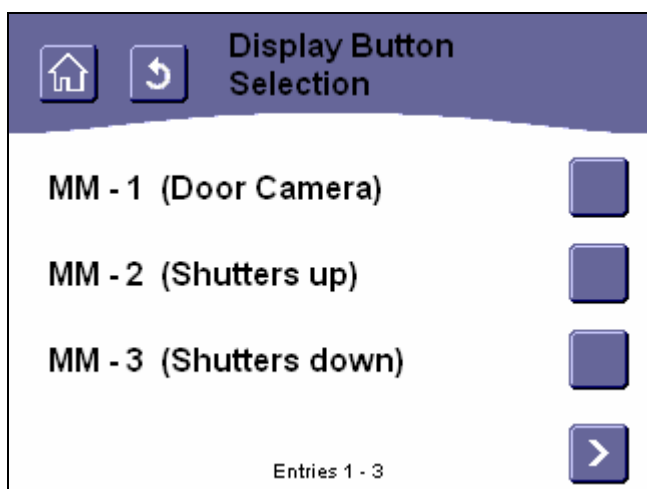 Display Button
Selection
MM - 1 (Door Camera)
MM - 2 (Shutters up)
MM - 3 (Shutters down)
Entries 1 - 3